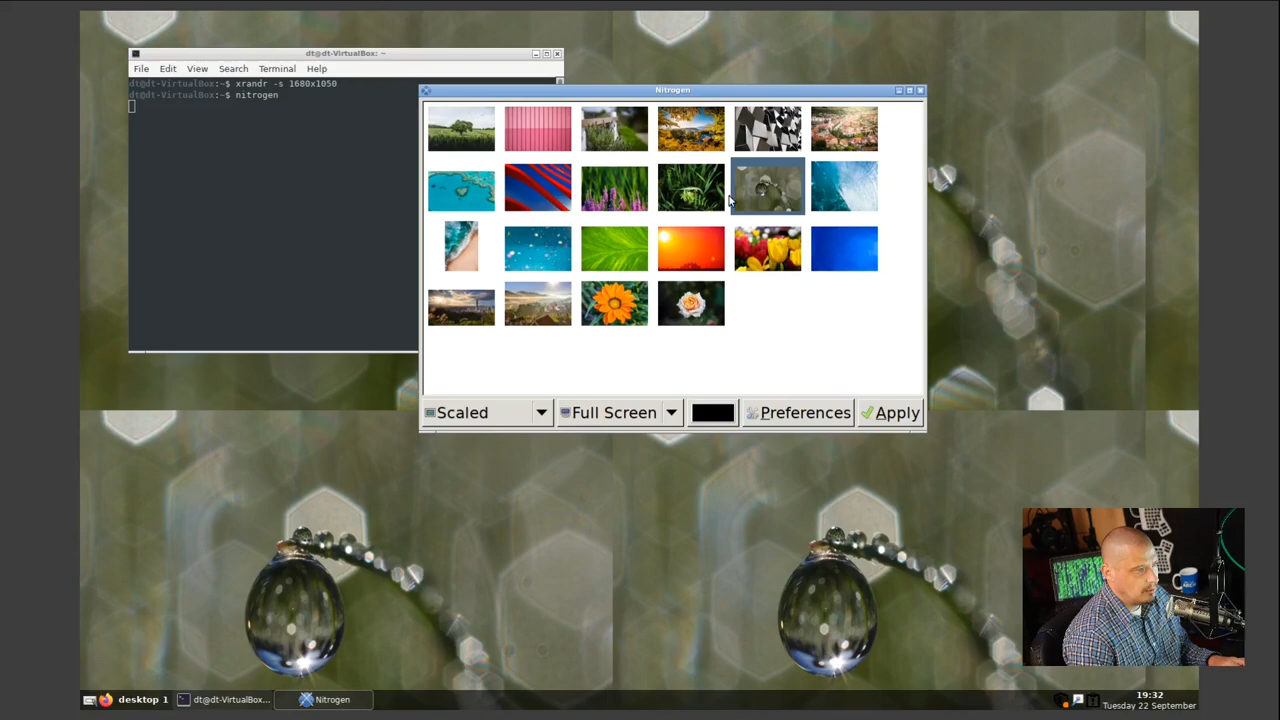 dt@dt-VirtualBox: ~
File Edit View Search Terminal Help
dt@dt-VirtualBox:~$ xrandr -s 1680x1050
dt@dt-VirtualBox:~$ nitrogen
Nitrogen
Scaled
Full Screen
Preferences
Apply
desktop 1
dt@dt-VirtualBox...
Nitrogen
19:32
Tuesday 22 September